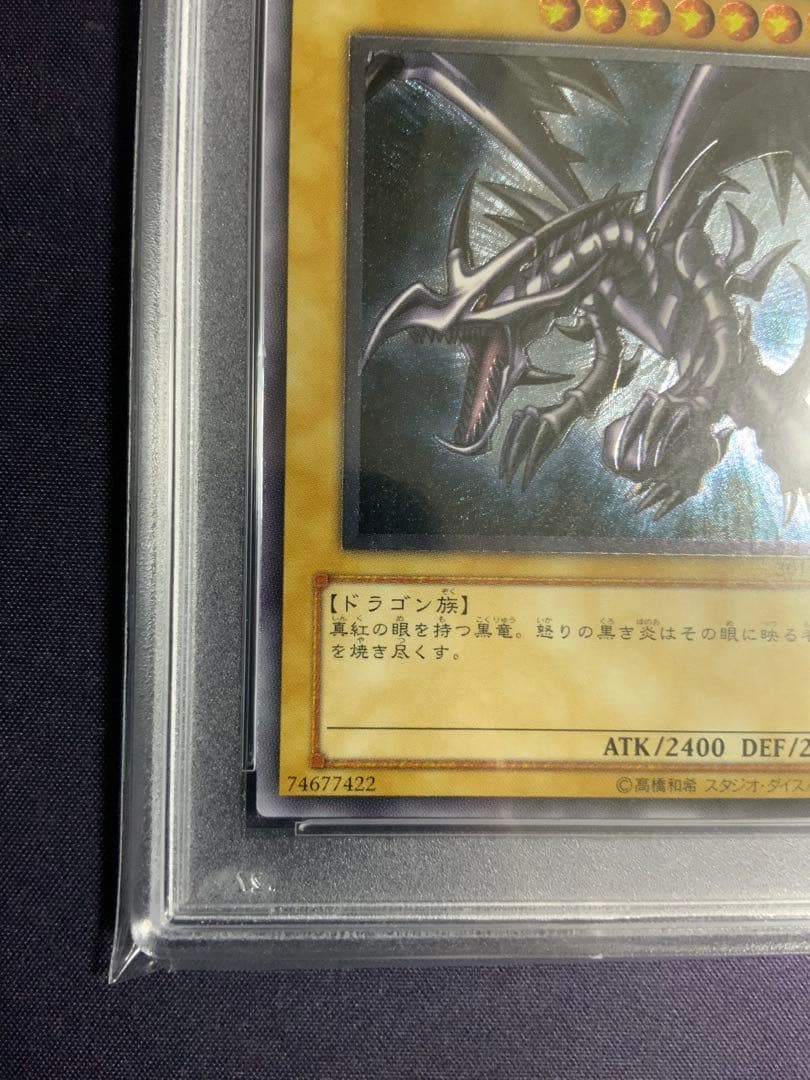 【ドラゴン族】
真紅の眼を持つ黒竜。怒りの黒き炎はその眼に映る
を焼き尽くす。
ATK/2400 DEF/2
74677422
©高橋和希 スタジオ・ダイス